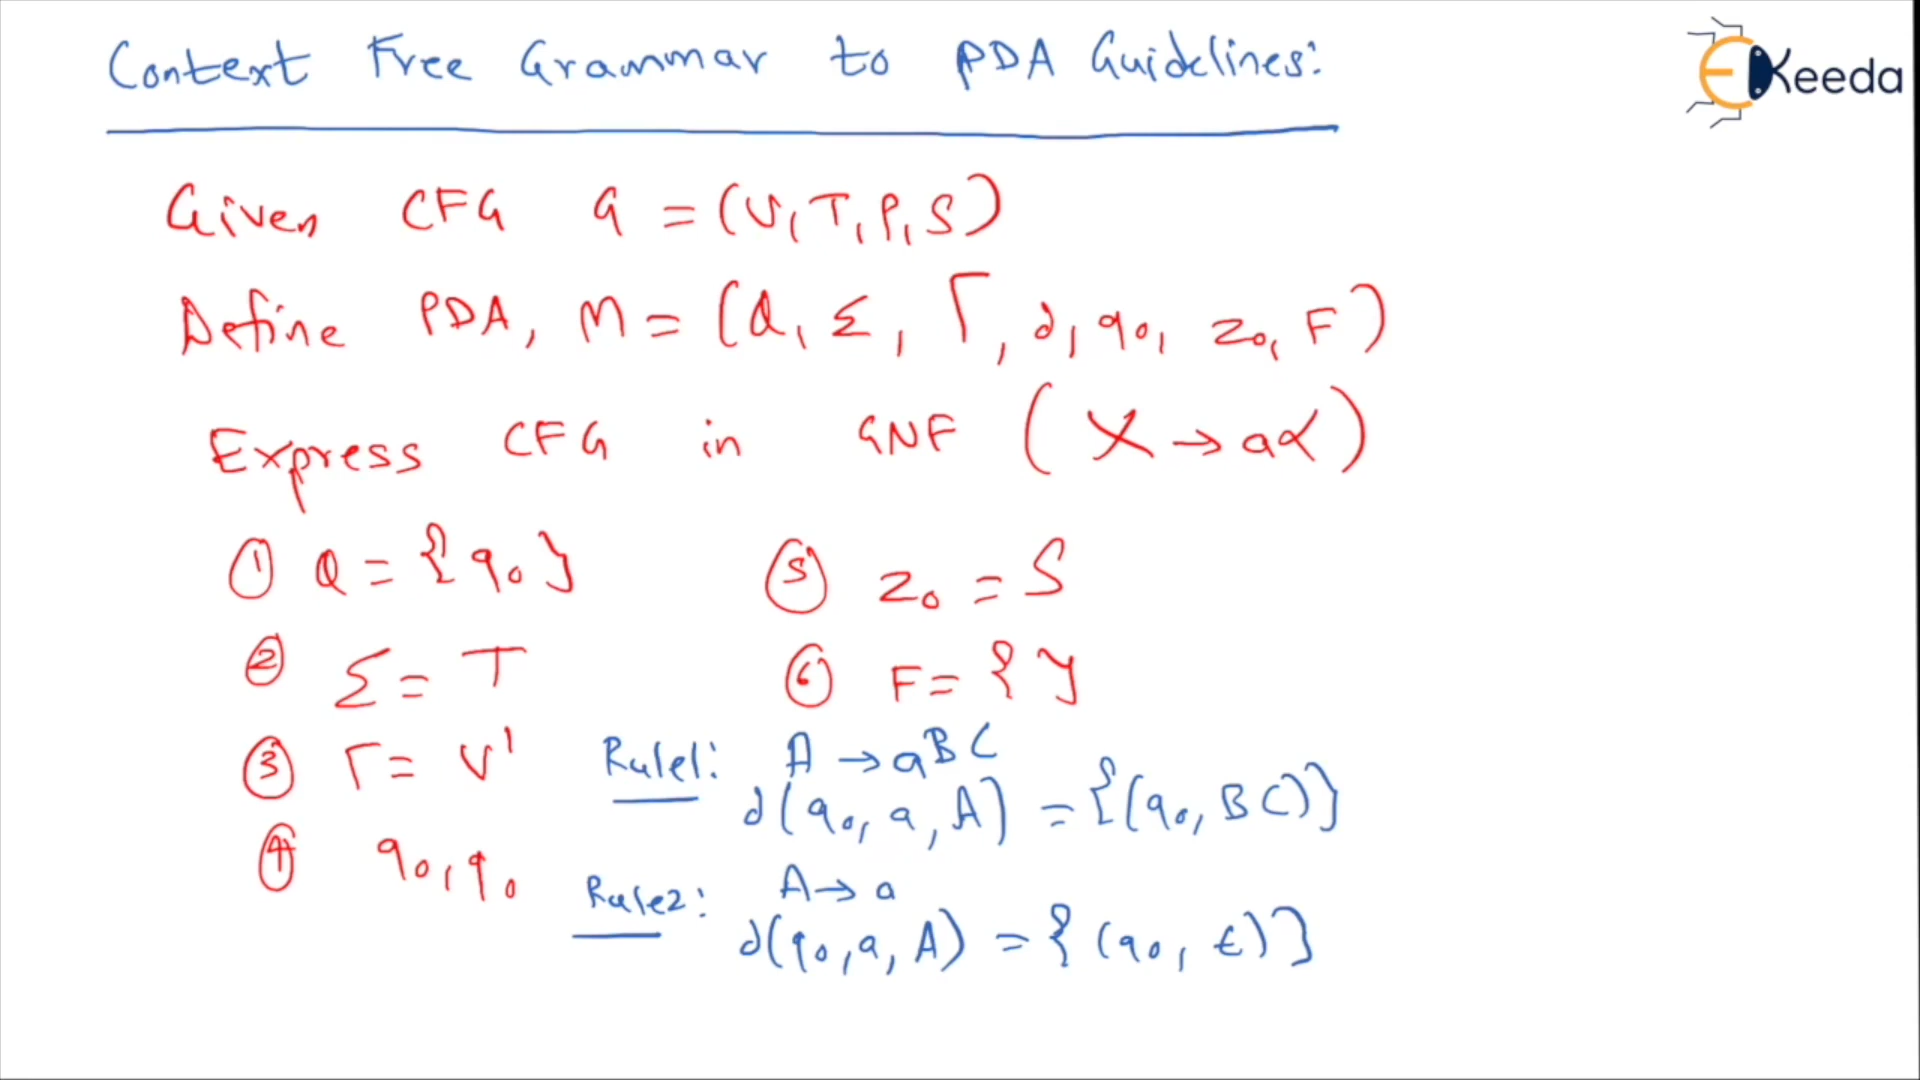 Context Free Grammar to PDA Guidelines:
EKeeda
Given CFG G = (V, T, P, S)
Define PDA, M = (Q, Σ, Γ, δ, q0, z0, F)
Express CFG in GNF (X → aα)
① Q = {q0}
② Σ = T
③ Γ = V'
④ q0, q0
⑤ z0 = S
⑥ F = { }
Rule1: A → aBC
δ(q0, a, A) = {(q0, BC)}
Rule2: A → a
δ(q0, a, A) = {(q0, ε)}